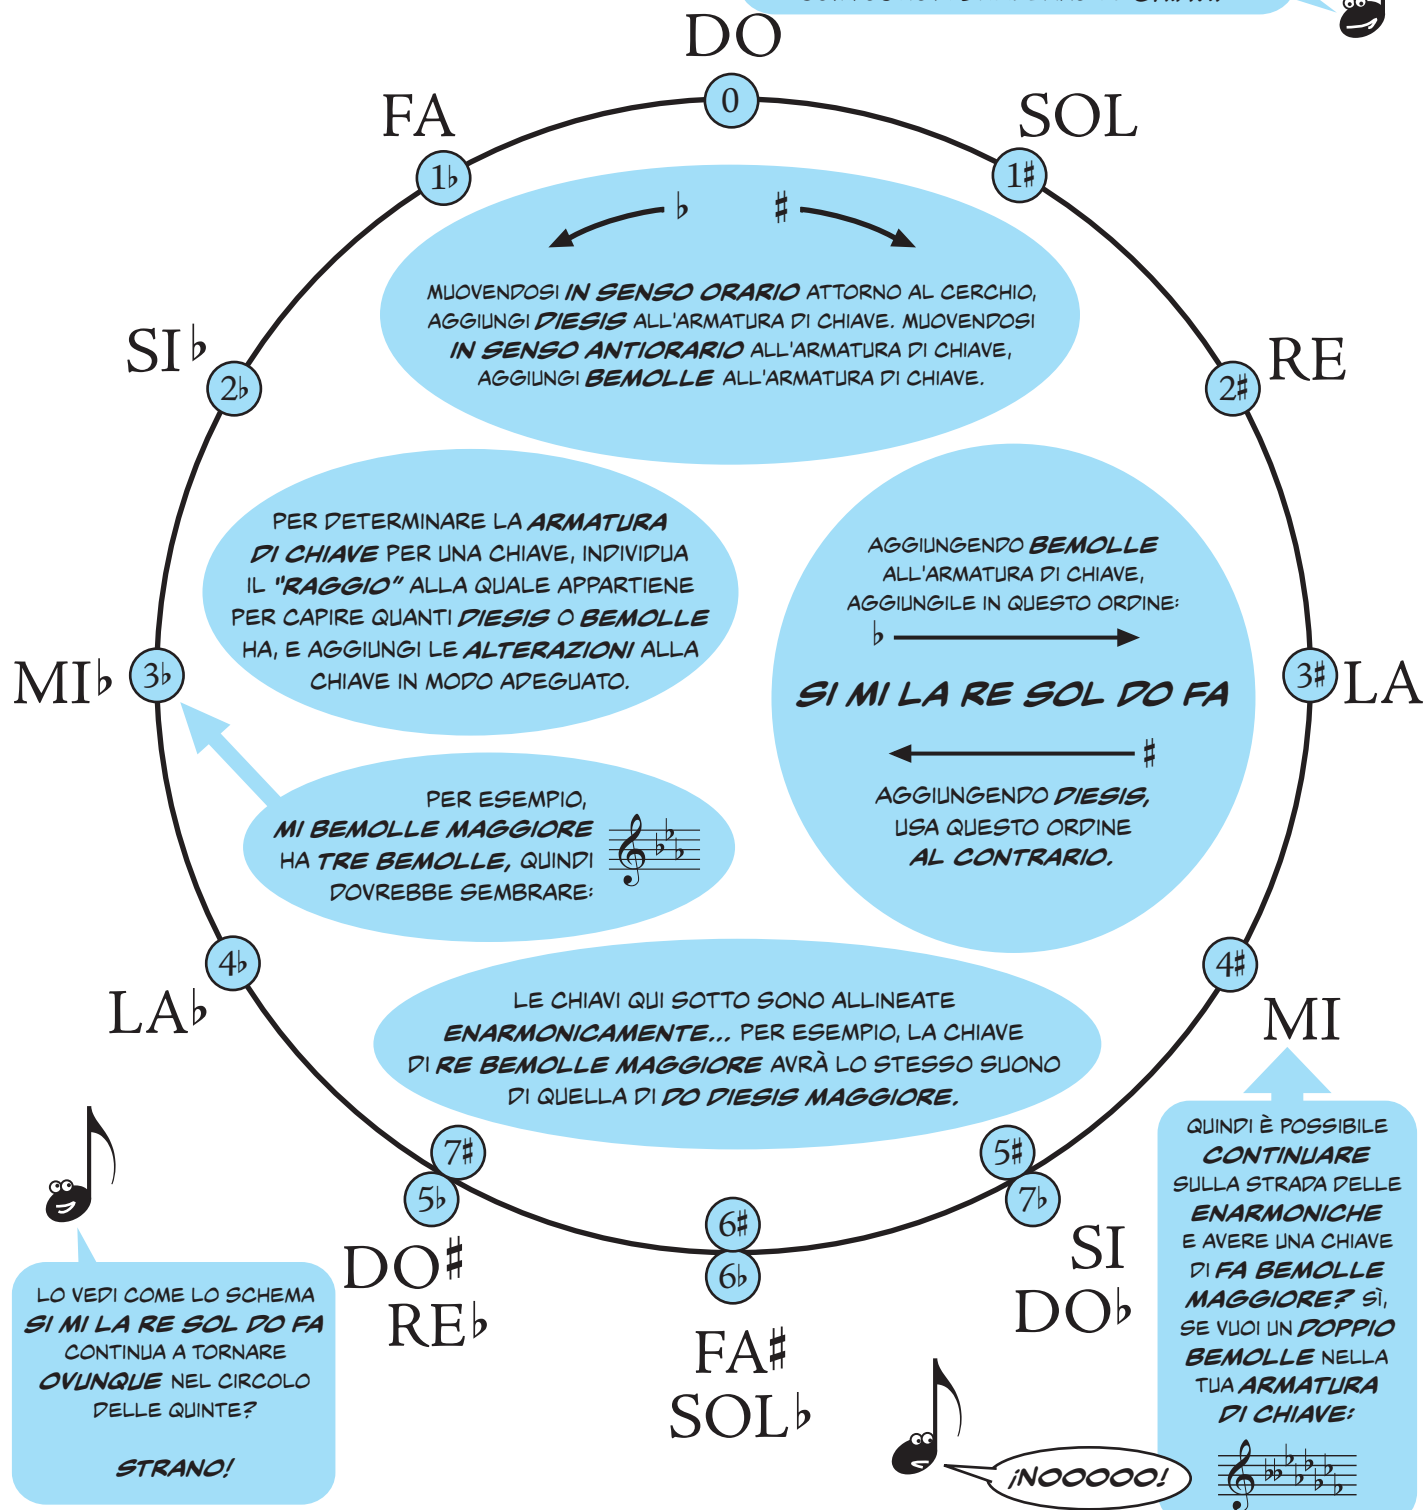 DO
0
FA
SOL
1♭
1♯
♭ ♯
MUOVENDOSI IN SENSO ORARIO ATTORNO AL CERCHIO,
AGGIUNGI DIESIS ALL'ARMATURA DI CHIAVE. MUOVENDOSI
IN SENSO ANTIORARIO ALL'ARMATURA DI CHIAVE,
AGGIUNGI BEMOLLE ALL'ARMATURA DI CHIAVE.
SI♭
RE
2♭
2♯
PER DETERMINARE LA ARMATURA
DI CHIAVE PER UNA CHIAVE, INDIVIDUA
IL "RAGGIO" ALLA QUALE APPARTIENE
PER CAPIRE QUANTI DIESIS O BEMOLLE
HA, E AGGIUNGI LE ALTERAZIONI ALLA
CHIAVE IN MODO ADEGUATO.
AGGIUNGENDO BEMOLLE
ALL'ARMATURA DI CHIAVE,
AGGIUNGILE IN QUESTO ORDINE:
♭
SI MI LA RE SOL DO FA
♯
AGGIUNGENDO DIESIS,
USA QUESTO ORDINE
AL CONTRARIO.
MI♭
3♭
3♯
LA
PER ESEMPIO,
MI BEMOLLE MAGGIORE
HA TRE BEMOLLE, QUINDI
DOVREBBE SEMBRARE:
4♭
LA♭
4♯
MI
LE CHIAVI QUI SOTTO SONO ALLINEATE
ENARMONICAMENTE... PER ESEMPIO, LA CHIAVE
DI RE BEMOLLE MAGGIORE AVRÀ LO STESSO SUONO
DI QUELLA DI DO DIESIS MAGGIORE.
7♯
5♭
DO♯
RE♭
6♯
6♭
FA♯
SOL♭
5♯
7♭
SI
DO♭
LO VEDI COME LO SCHEMA
SI MI LA RE SOL DO FA
CONTINUA A TORNARE
OVUNQUE NEL CIRCOLO
DELLE QUINTE?
STRANO!
QUINDI È POSSIBILE
CONTINUARE
SULLA STRADA DELLE
ENARMONICHE
E AVERE UNA CHIAVE
DI FA BEMOLLE
MAGGIORE? SÌ,
SE VUOI UN DOPPIO
BEMOLLE NELLA
TUA ARMATURA
DI CHIAVE:
¡NOOOOO!